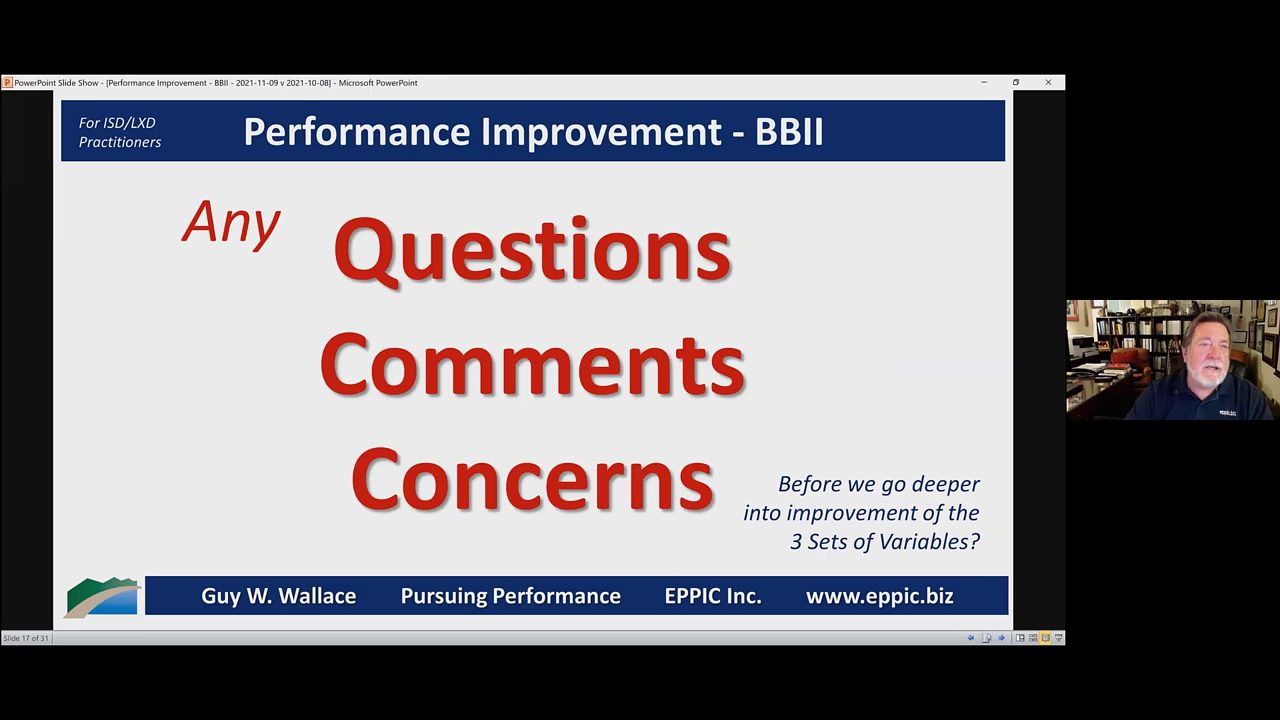 PowerPoint Slide Show - [Performance Improvement - BBII - 2021-11-09 v 2021-10-08] - Microsoft PowerPoint
For ISD/LXD
Practitioners
Performance Improvement - BBII
Any
Questions
Comments
Concerns
Before we go deeper
into improvement of the
3 Sets of Variables?
Guy W. Wallace Pursuing Performance EPPIC Inc. www.eppic.biz
Slide 17 of 31
eppic.biz